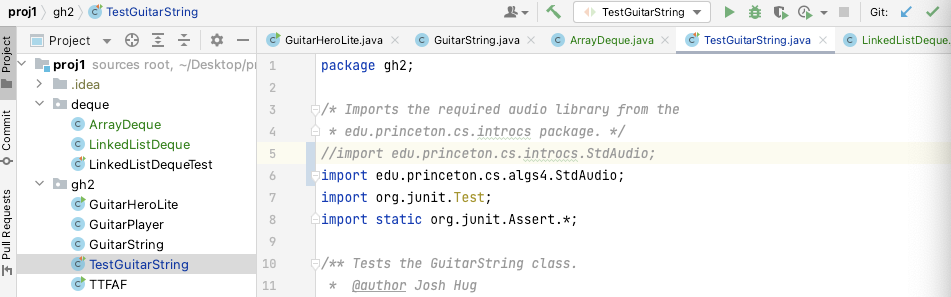 proj1 › gh2 › TestGuitarString
TestGuitarString
Git:
Project
GuitarHeroLite.java
GuitarString.java
ArrayDeque.java
TestGuitarString.java
LinkedListDeque.
Project
Commit
Pull Requests
proj1 sources root, ~/Desktop/pr
.idea
deque
ArrayDeque
LinkedListDeque
LinkedListDequeTest
gh2
GuitarHeroLite
GuitarPlayer
GuitarString
TestGuitarString
TTFAF
1 package gh2;
2
3 /* Imports the required audio library from the
4  * edu.princeton.cs.introcs package. */
5 //import edu.princeton.cs.introcs.StdAudio;
6 import edu.princeton.cs.algs4.StdAudio;
7 import org.junit.Test;
8 import static org.junit.Assert.*;
9
10 /** Tests the GuitarString class.
11  *  @author Josh Hug